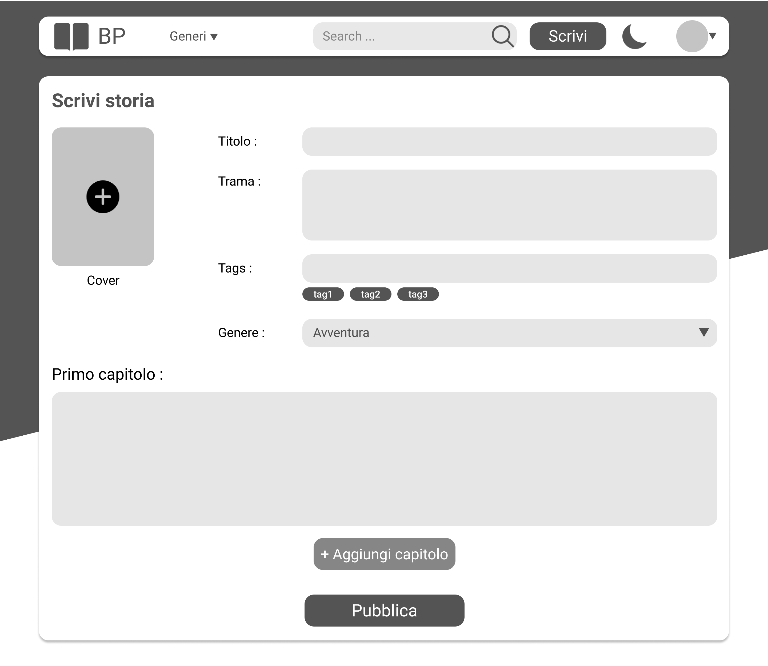 BP Generi ▼ Search ... Scrivi
Scrivi storia
Titolo :
Trama :
Cover
Tags :
tag1 tag2 tag3
Genere : Avventura
Primo capitolo :
+ Aggiungi capitolo
Pubblica